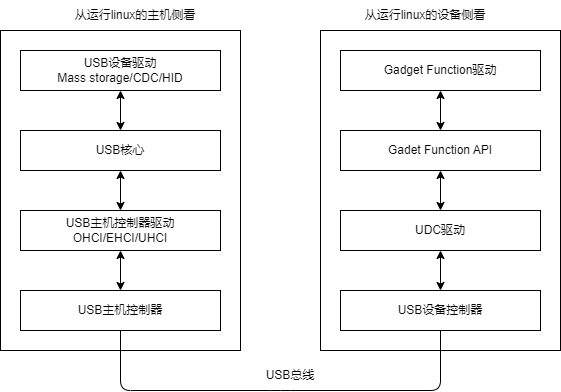 从运行linux的主机侧看
USB设备驱动
Mass storage/CDC/HID
USB核心
USB主机控制器驱动
OHCI/EHCI/UHCI
USB主机控制器
从运行linux的设备侧看
Gadget Function驱动
Gadet Function API
UDC驱动
USB设备控制器
USB总线